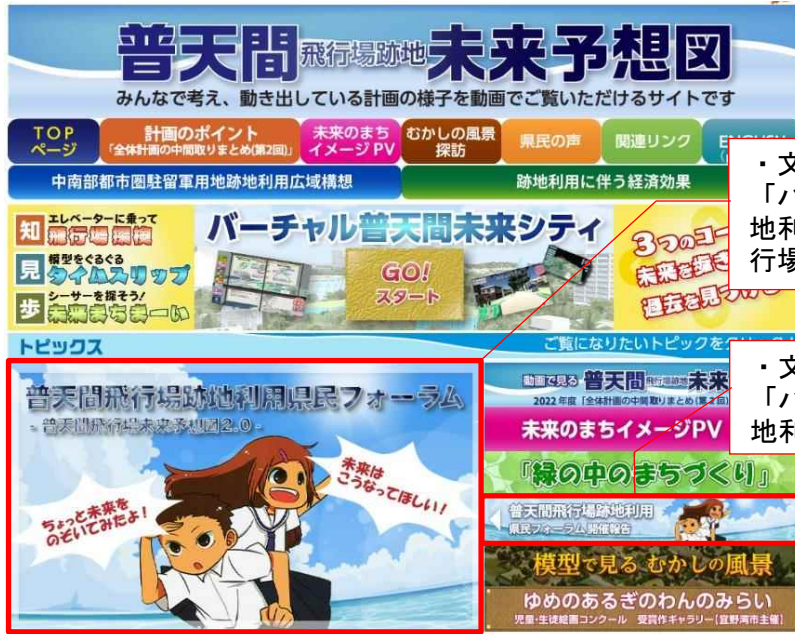 普天間飛行場跡地未来予想図
みんなで考え、動き出している計画の様子を動画でご覧いただけるサイトです
TOP
ページ
計画のポイント
「全体計画の中間取りまとめ(第2回)」
未来のまち
イメージPV
むかしの風景
探訪
県民の声
関連リンク
中南部都市圏駐留軍用地跡地利用広域構想
跡地利用に伴う経済効果
知 エレベーターに乗って
飛行場探検
見 模型をぐるぐる
タイムスリップ
歩 シーサーを探そう!
未来まちまーい
バーチャル普天間未来シティ
GO!
スタート
3つのコー
未来を歩き
過去を見つ
・文
「バ
地利
行場
トピックス
ご覧になりたいトピックを
普天間飛行場跡地利用県民フォーラム
- 普天間飛行場未来予想図2.0 -
ちょっと未来を
のぞいてみたよ!
未来は
こうなってほしい!
動画で見る 普天間飛行場跡地未来
2022年度「全体計画の中間取りまとめ(第2回)
・文
「バ
地利
未来のまちイメージPV
『緑の中のまちづくり』
普天間飛行場跡地利用
県民フォーラム開催報告
模型で見る むかしの風景
ゆめのあるぎのわんのみらい
児童・生徒絵画コンクール 受賞作ギャラリー【宜野湾市主催】